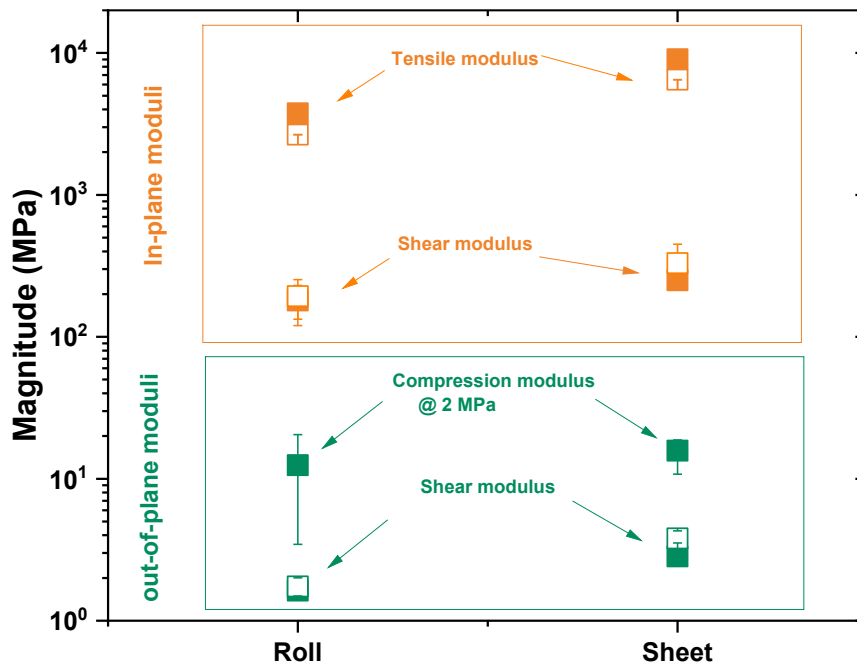 10⁴
10³
10²
10¹
10⁰
Magnitude (MPa)
In-plane moduli
out-of-plane moduli
Tensile modulus
Shear modulus
Compression modulus
@ 2 MPa
Shear modulus
Roll
Sheet